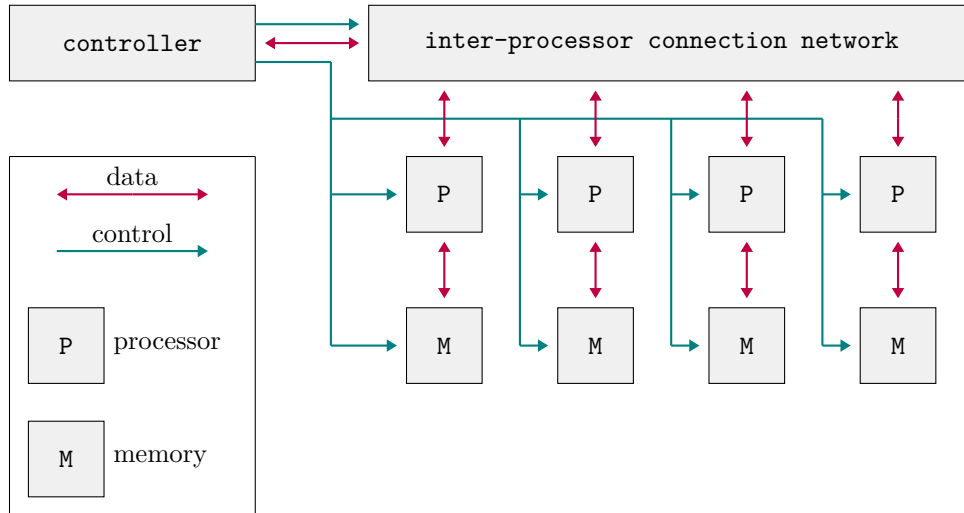 controller
inter-processor connection network
data
control
P processor
M memory
P P P P
M M M M